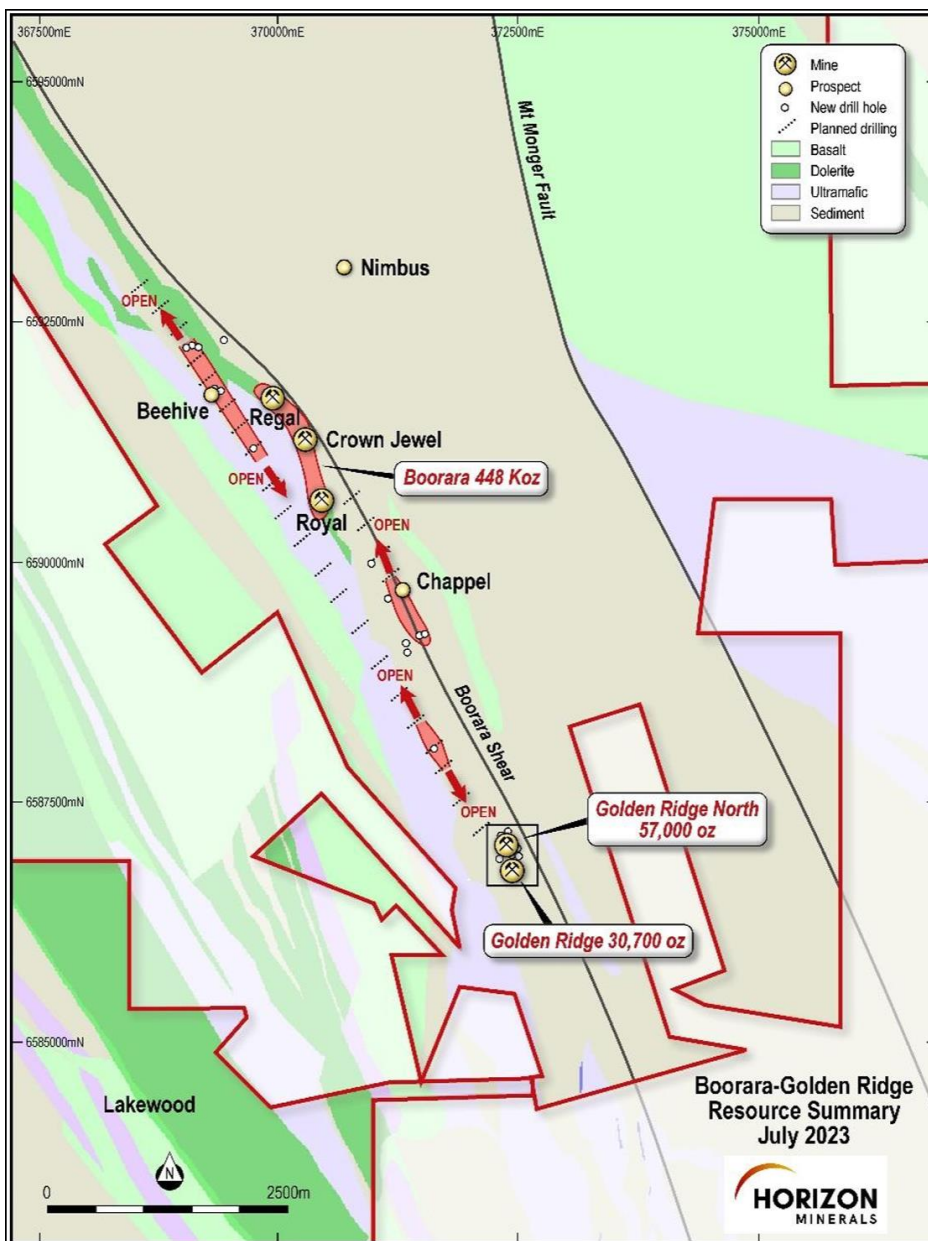 367500mE
370000mE
372500mE
375000mE
6595000mN
Mine
Prospect
New drill hole
Planned drilling
Basalt
Dolerite
Ultramafic
Sediment
Mt Monger Fault
Nimbus
OPEN
6592500mN
Beehive
Regal
Crown Jewel
OPEN
Boorara 448 Koz
Royal
OPEN
6590000mN
Chappel
OPEN
Boorara Shear
6587500mN
OPEN
Golden Ridge North
57,000 oz
Golden Ridge 30,700 oz
6585000mN
Lakewood
Boorara-Golden Ridge
Resource Summary
July 2023
N
0
2500m
HORIZON
MINERALS